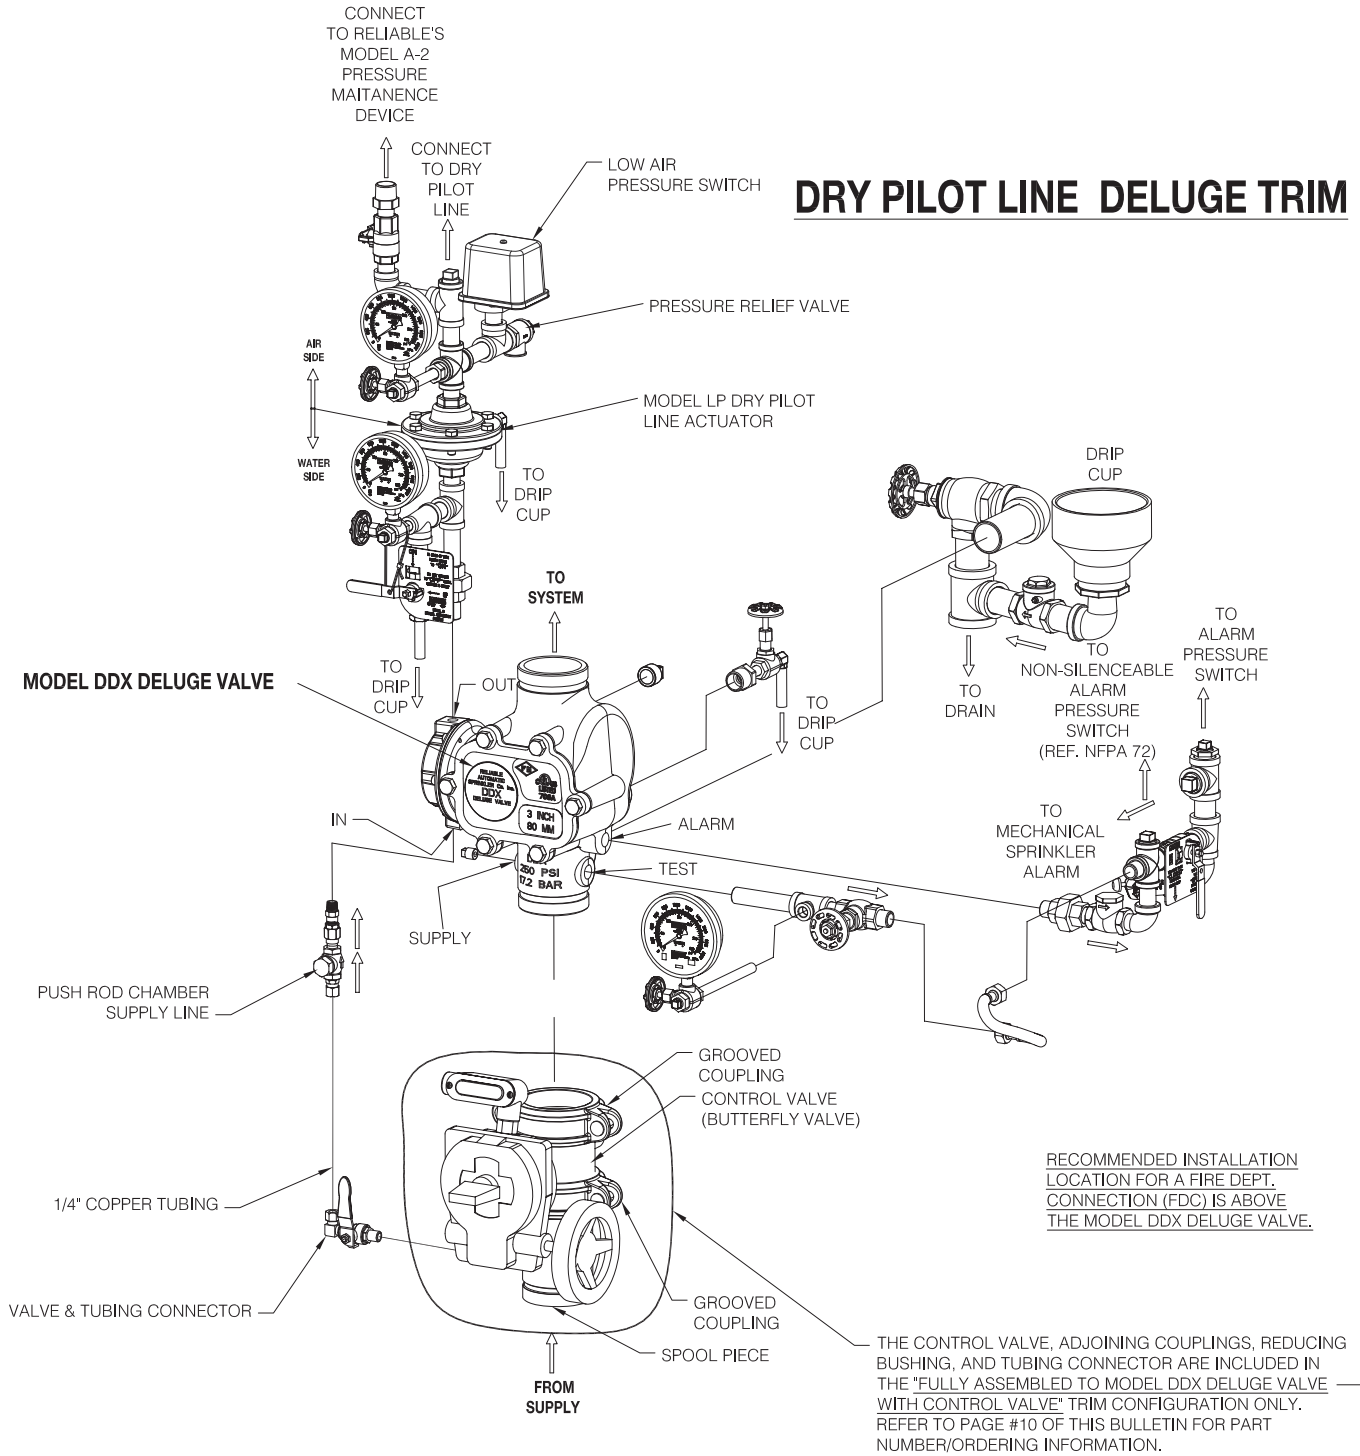 CONNECT
TO RELIABLE'S
MODEL A-2
PRESSURE
MAITANENCE
DEVICE
CONNECT
TO DRY
PILOT
LINE
LOW AIR
PRESSURE SWITCH
DRY PILOT LINE DELUGE TRIM
PRESSURE RELIEF VALVE
AIR
SIDE
MODEL LP DRY PILOT
LINE ACTUATOR
WATER
SIDE
TO
DRIP
CUP
DRIP
CUP
TO
SYSTEM
TO
ALARM
PRESSURE
SWITCH
TO
NON-SILENCEABLE
ALARM
PRESSURE
SWITCH
(REF. NFPA 72)
TO
DRAIN
TO
DRIP
CUP
OUT
MODEL DDX DELUGE VALVE
TO
DRIP
CUP
RELIABLE
AUTOMATIC
SPRINKLER Co. Inc.
DDX
DELUGE VALVE
3 INCH
80 MM
250 PSI
17.2 BAR
IN
ALARM
TEST
SUPPLY
TO
MECHANICAL
SPRINKLER
ALARM
PUSH ROD CHAMBER
SUPPLY LINE
GROOVED
COUPLING
CONTROL VALVE
(BUTTERFLY VALVE)
RECOMMENDED INSTALLATION
LOCATION FOR A FIRE DEPT.
CONNECTION (FDC) IS ABOVE
THE MODEL DDX DELUGE VALVE.
1/4" COPPER TUBING
VALVE & TUBING CONNECTOR
GROOVED
COUPLING
SPOOL PIECE
FROM
SUPPLY
THE CONTROL VALVE, ADJOINING COUPLINGS, REDUCING
BUSHING, AND TUBING CONNECTOR ARE INCLUDED IN
THE "FULLY ASSEMBLED TO MODEL DDX DELUGE VALVE
WITH CONTROL VALVE" TRIM CONFIGURATION ONLY.
REFER TO PAGE #10 OF THIS BULLETIN FOR PART
NUMBER/ORDERING INFORMATION.